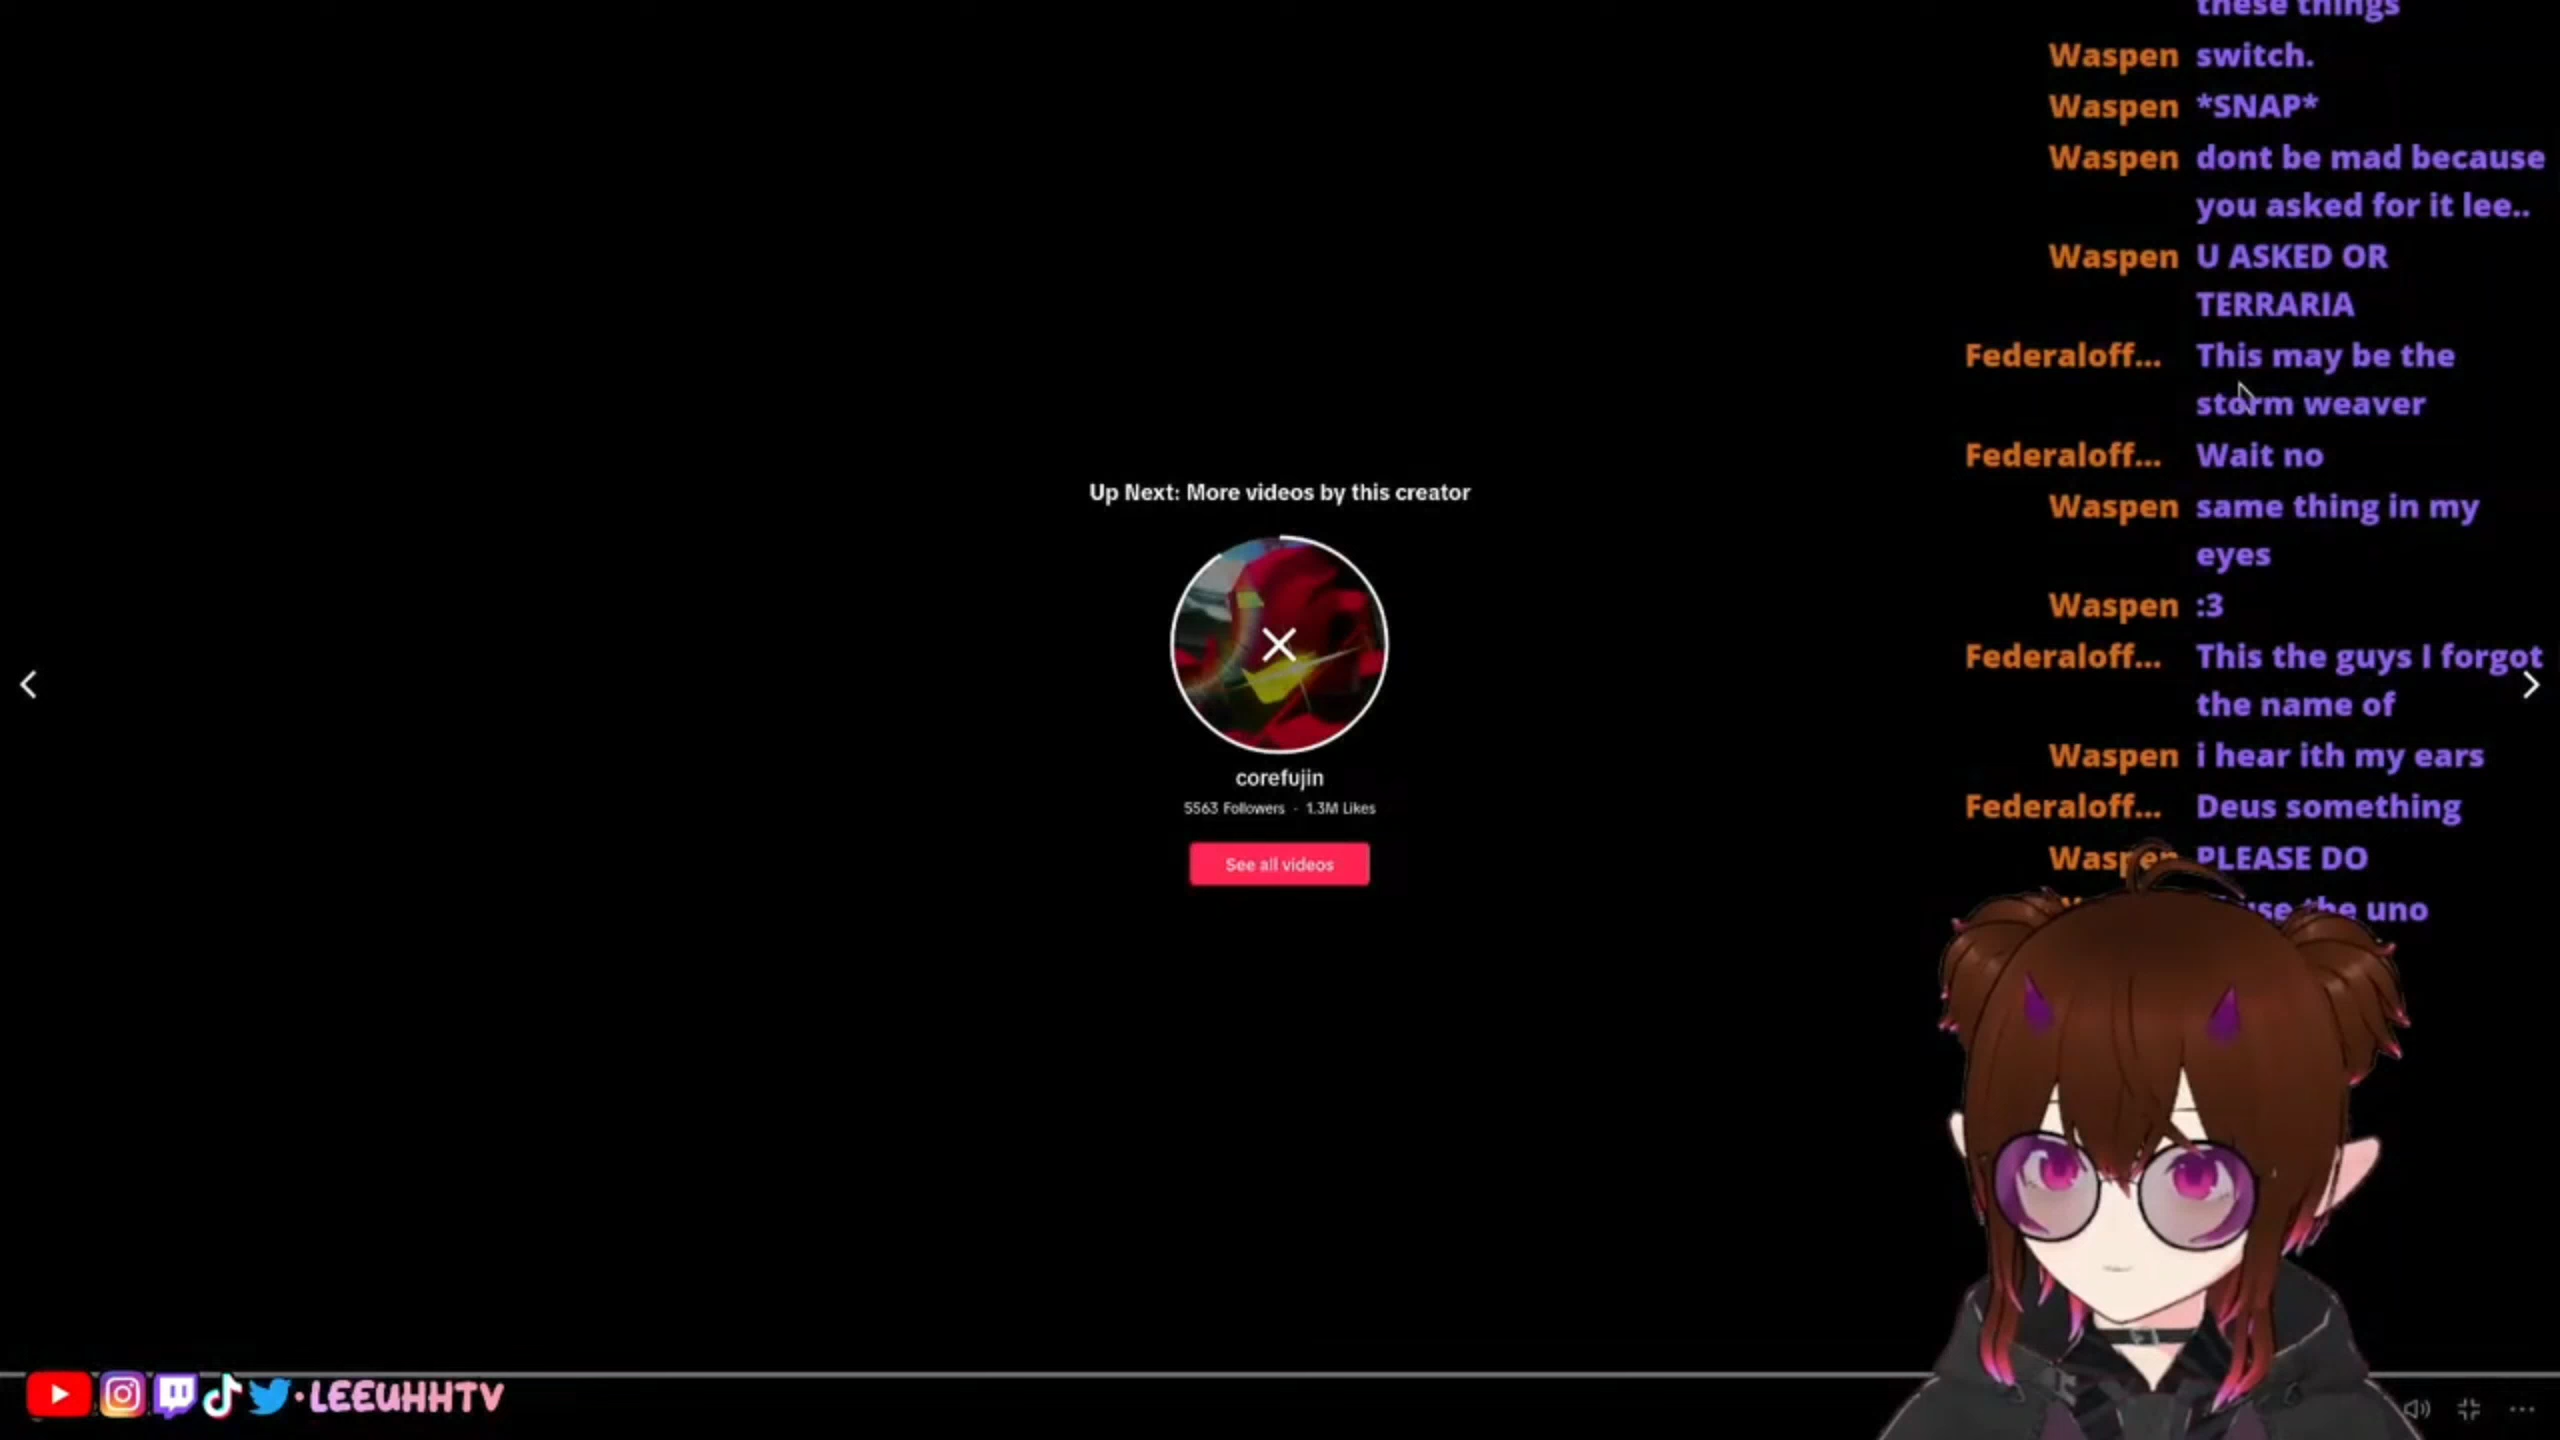 these things
Waspen switch.
Waspen *SNAP*
Waspen dont be mad because
you asked for it lee..
Waspen U ASKED OR
TERRARIA
Federaloff... This may be the
storm weaver
Federaloff... Wait no
Waspen same thing in my
eyes
Waspen :3
Federaloff... This the guys I forgot
the name of
Waspen i hear ith my ears
Federaloff... Deus something
Waspen PLEASE DO
the uno
Up Next: More videos by this creator
corefujin
5563 Followers - 1.3M Likes
See all videos
LEEUHHTV